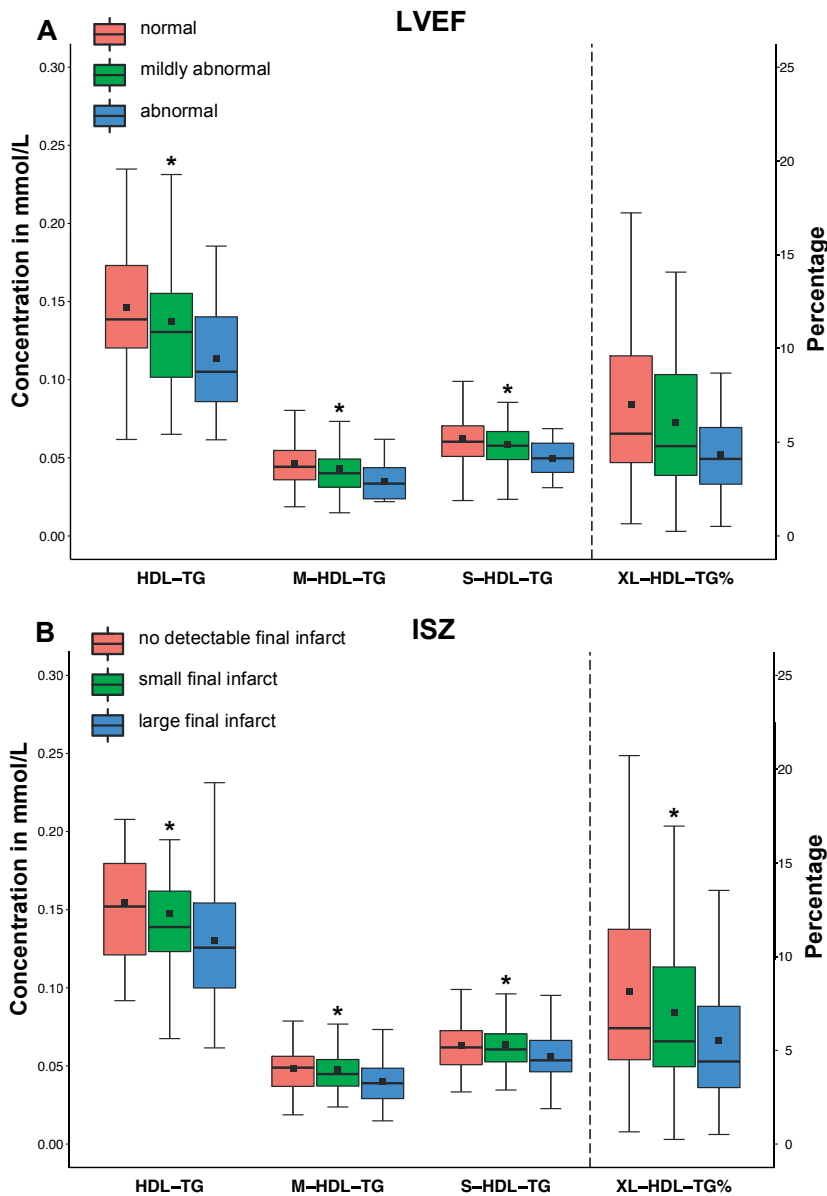 A
LVEF
normal
mildly abnormal
abnormal
Concentration in mmol/L
0.30
0.25
0.20
0.15
0.10
0.05
0.00
*
*
*
25
20
15
10
5
0
Percentage
HDL–TG
M–HDL–TG
S–HDL–TG
XL–HDL–TG%
B
ISZ
no detectable final infarct
small final infarct
large final infarct
Concentration in mmol/L
0.30
0.25
0.20
0.15
0.10
0.05
0.00
*
*
*
*
25
20
15
10
5
0
Percentage
HDL–TG
M–HDL–TG
S–HDL–TG
XL–HDL–TG%